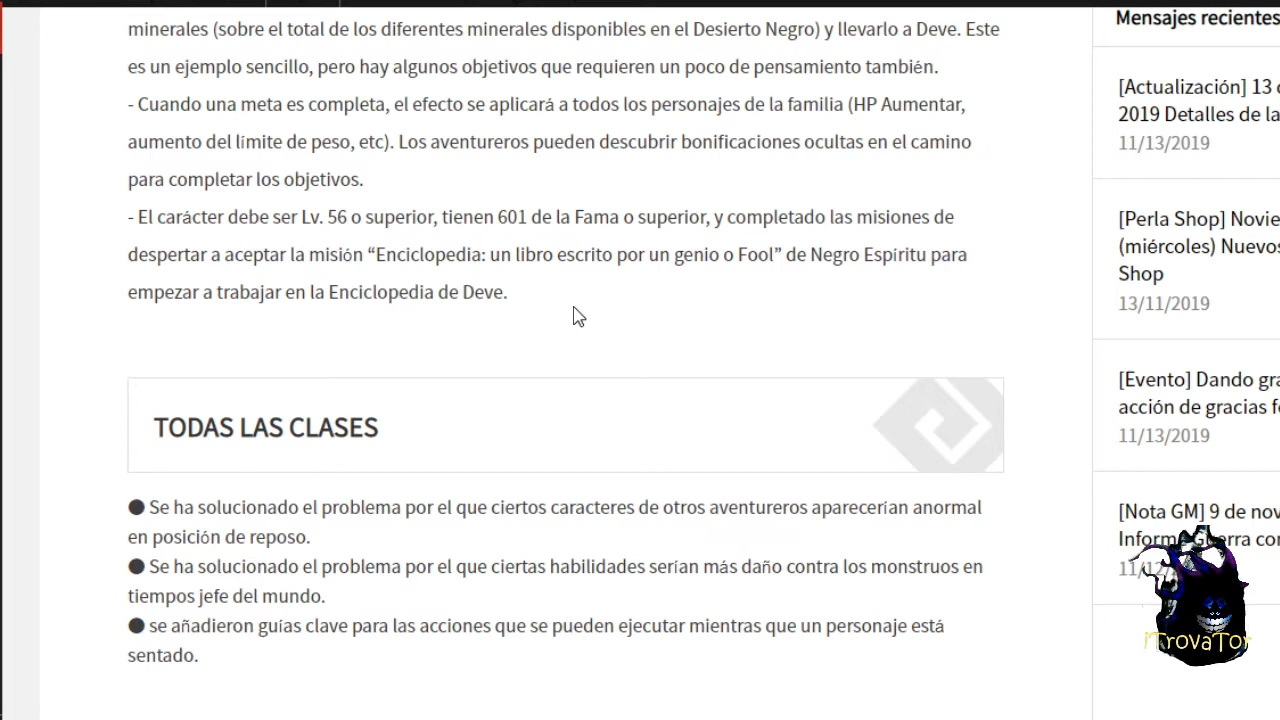 minerales (sobre el total de los diferentes minerales disponibles en el Desierto Negro) y llevarlo a Deve. Este
es un ejemplo sencillo, pero hay algunos objetivos que requieren un poco de pensamiento también.
- Cuando una meta es completa, el efecto se aplicará a todos los personajes de la familia (HP Aumentar,
aumento del límite de peso, etc). Los aventureros pueden descubrir bonificaciones ocultas en el camino
para completar los objetivos.
- El carácter debe ser Lv. 56 o superior, tienen 601 de la Fama o superior, y completado las misiones de
despertar a aceptar la misión “Enciclopedia: un libro escrito por un genio o Fool” de Negro Espíritu para
empezar a trabajar en la Enciclopedia de Deve.
TODAS LAS CLASES
● Se ha solucionado el problema por el que ciertos caracteres de otros aventureros aparecerían anormal
en posición de reposo.
● Se ha solucionado el problema por el que ciertas habilidades serían más daño contra los monstruos en
tiempos jefe del mundo.
● se añadieron guías clave para las acciones que se pueden ejecutar mientras que un personaje está
sentado.
Mensajes recientes
[Actualización] 13
2019 Detalles de la
11/13/2019
[Perla Shop]
(miércoles) Nuevos
Shop
13/11/2019
[Evento] Dando
acción de gracias
11/13/2019
[Nota GM] 9 de
Informe Guerra
11/12/
iTrovaTor